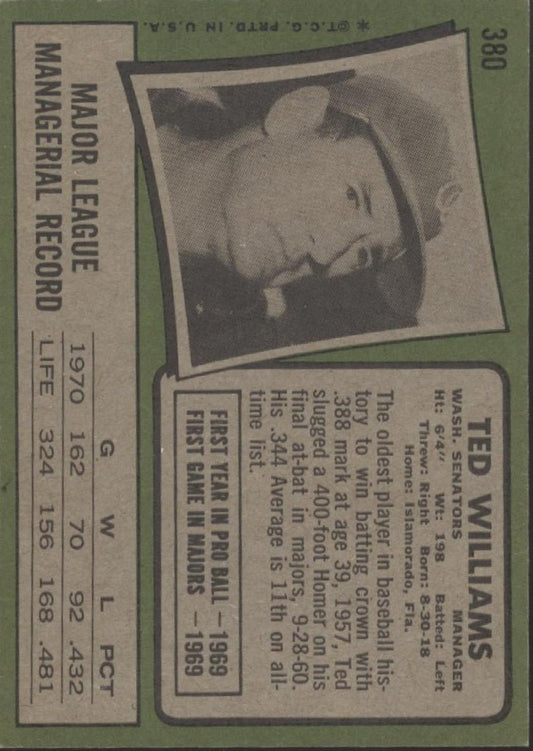 380
TED WILLIAMS
WASH. SENATORS MANAGER
Ht: 6'4" Wt: 198 Batted: Left
Threw: Right Born: 8-30-18
Home: Islamorado, Fla.
The oldest player in baseball his-
tory to win batting crown with
.388 mark at age 39, 1957, Ted
slugged a 400-foot Homer on his
final at-bat in majors, 9-28-60.
His .344 Average is 11th on all-
time list.
FIRST YEAR IN PRO BALL — 1969
FIRST GAME IN MAJORS — 1969
*©T.C.G. PRTD. IN U.S.A.
MAJOR LEAGUE
MANAGERIAL RECORD
G W L PCT
1970 162 70 92 .432
LIFE 324 156 168 .481